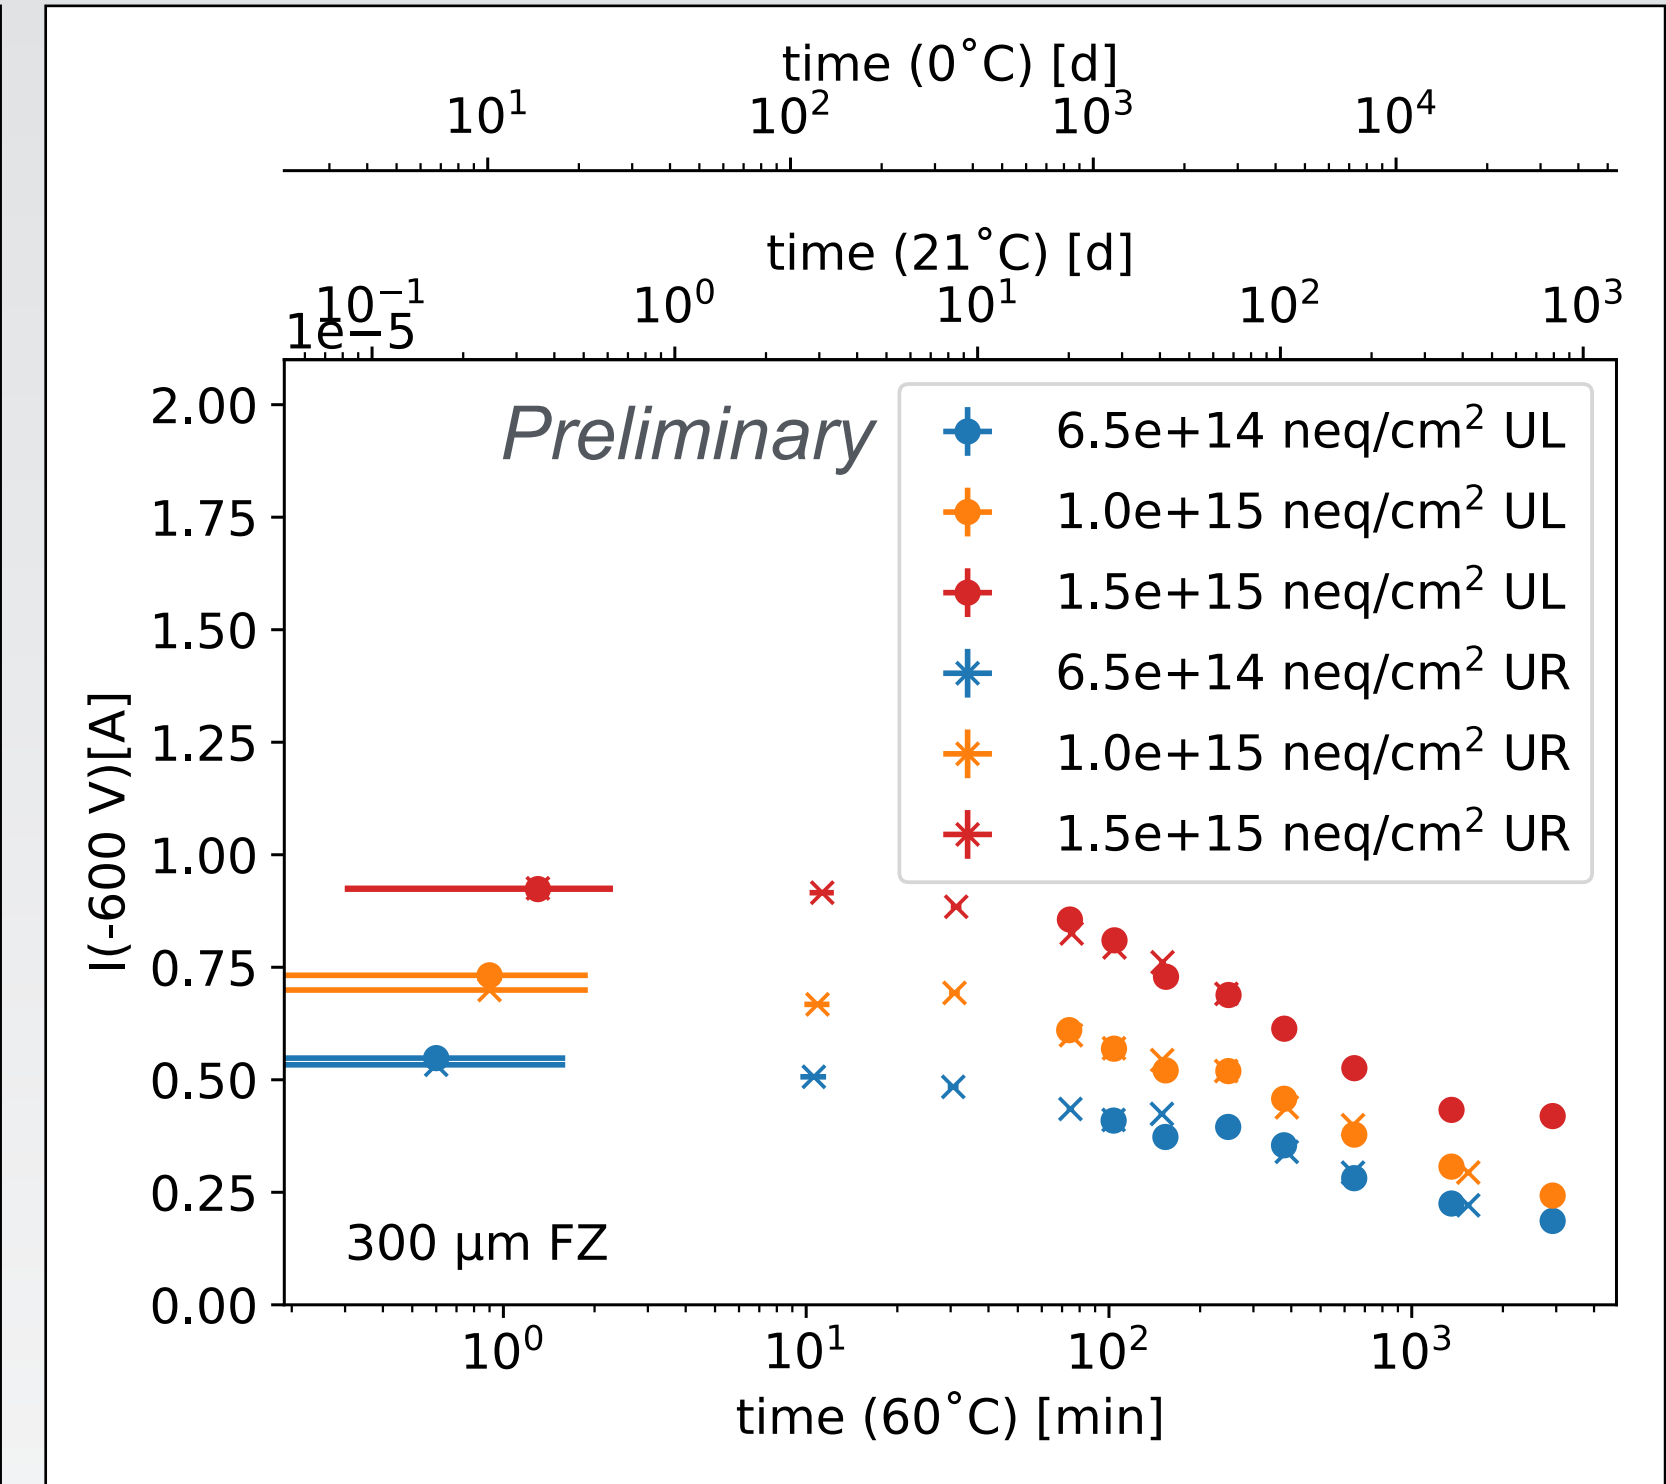 time (0˚C) [d]
10¹ 10² 10³ 10⁴
time (21˚C) [d]
10⁻¹ 10⁰ 10¹ 10² 10³
1e−5
Preliminary
6.5e+14 neq/cm² UL
1.0e+15 neq/cm² UL
1.5e+15 neq/cm² UL
6.5e+14 neq/cm² UR
1.0e+15 neq/cm² UR
1.5e+15 neq/cm² UR
2.00
1.75
1.50
1.25
1.00
0.75
0.50
0.25
0.00
I(-600 V)[A]
300 µm FZ
10⁰ 10¹ 10² 10³
time (60˚C) [min]